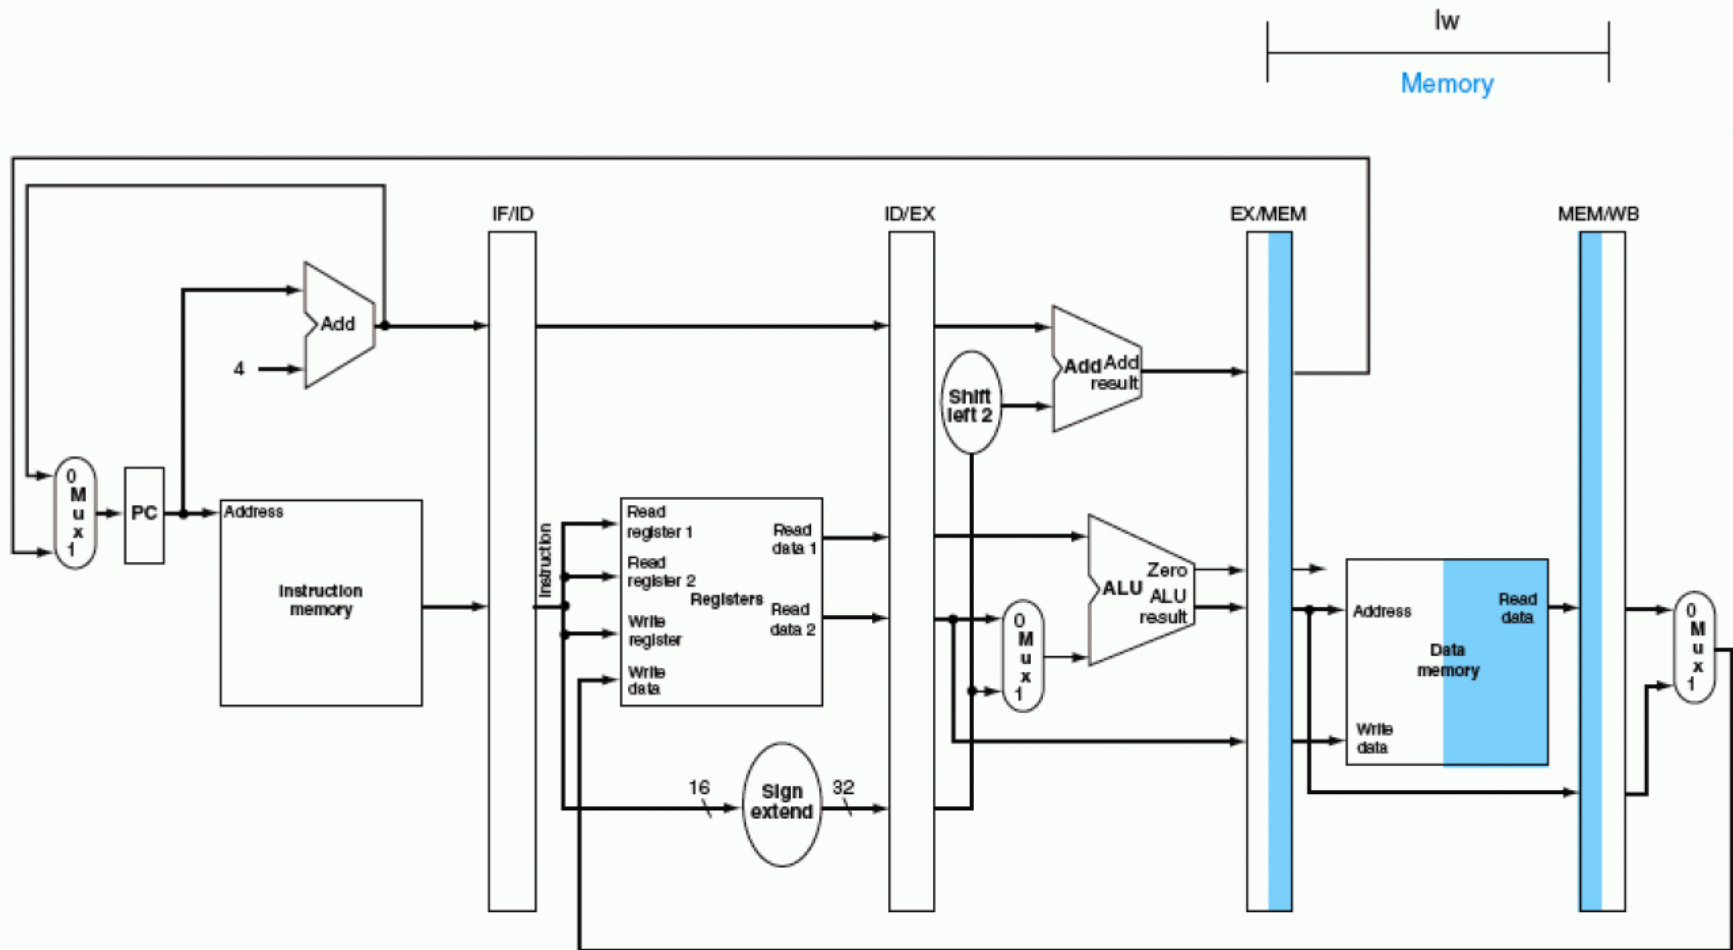 lw
Memory
IF/ID
ID/EX
EX/MEM
MEM/WB
Add
4
Shift
left 2
Add Add
result
0
M
u
x
1
PC
Address
Instruction
memory
Instruction
Read
register 1
Read
register 2
Registers
Write
register
Write
data
Read
data 1
Read
data 2
16
Sign
extend
32
0
M
u
x
1
Zero
ALU
ALU
result
Address
Read
data
Data
memory
Write
data
0
M
u
x
1